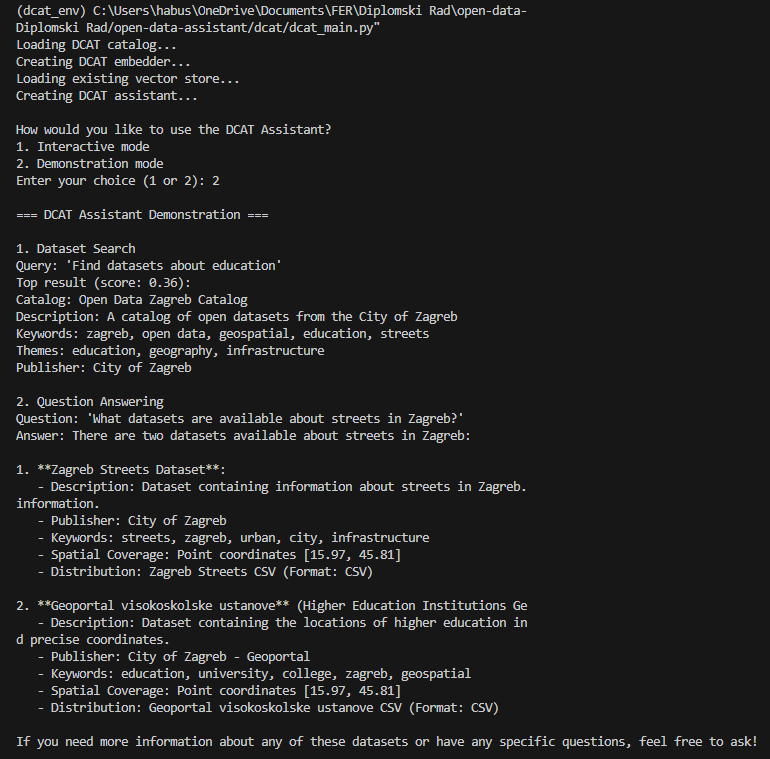 (dcat_env) C:\Users\habus\OneDrive\Documents\FER\Diplomski Rad\open-data-
Diplomski Rad/open-data-assistant/dcat/dcat_main.py"
Loading DCAT catalog...
Creating DCAT embedder...
Loading existing vector store...
Creating DCAT assistant...

How would you like to use the DCAT Assistant?
1. Interactive mode
2. Demonstration mode
Enter your choice (1 or 2): 2

=== DCAT Assistant Demonstration ===

1. Dataset Search
Query: 'Find datasets about education'
Top result (score: 0.36):
Catalog: Open Data Zagreb Catalog
Description: A catalog of open datasets from the City of Zagreb
Keywords: zagreb, open data, geospatial, education, streets
Themes: education, geography, infrastructure
Publisher: City of Zagreb

2. Question Answering
Question: 'What datasets are available about streets in Zagreb?'
Answer: There are two datasets available about streets in Zagreb:

1. **Zagreb Streets Dataset**:
   - Description: Dataset containing information about streets in Zagreb.
information.
   - Publisher: City of Zagreb
   - Keywords: streets, zagreb, urban, city, infrastructure
   - Spatial Coverage: Point coordinates [15.97, 45.81]
   - Distribution: Zagreb Streets CSV (Format: CSV)

2. **Geoportal visokoskolske ustanove** (Higher Education Institutions Ge
   - Description: Dataset containing the locations of higher education in
d precise coordinates.
   - Publisher: City of Zagreb - Geoportal
   - Keywords: education, university, college, zagreb, geospatial
   - Spatial Coverage: Point coordinates [15.97, 45.81]
   - Distribution: Geoportal visokoskolske ustanove CSV (Format: CSV)

If you need more information about any of these datasets or have any specific questions, feel free to ask!